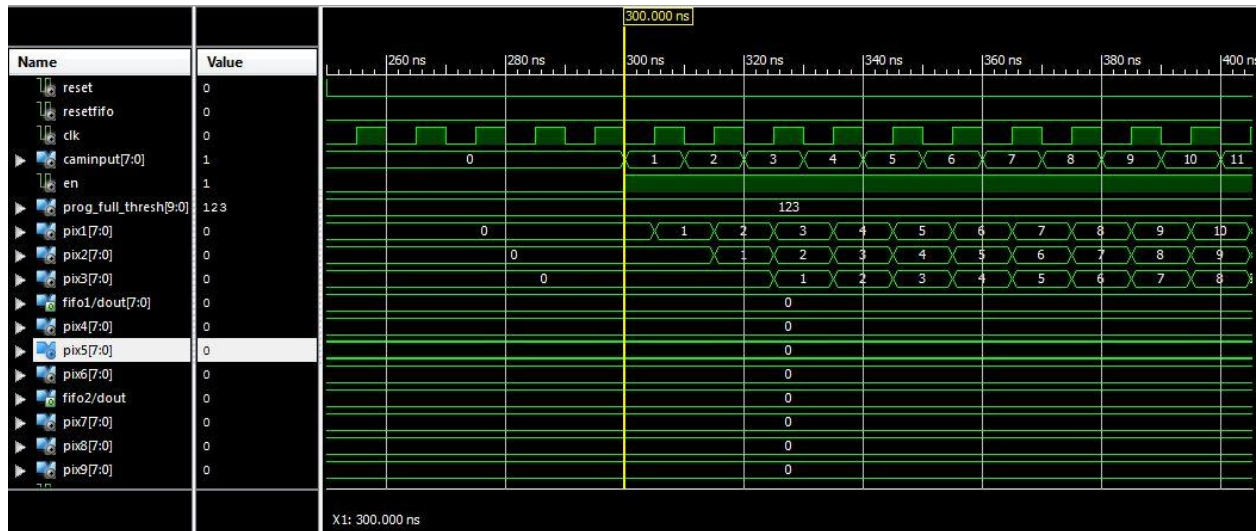 300.000 ns
Name Value
260 ns 280 ns 300 ns 320 ns 340 ns 360 ns 380 ns 400 n
reset 0
resetfifo 0
clk 0
caminput[7:0] 1 0 1 2 3 4 5 6 7 8 9 10 11
en 1
prog_full_thresh[9:0] 123 123
pix1[7:0] 0 0 1 2 3 4 5 6 7 8 9 10
pix2[7:0] 0 0 1 2 3 4 5 6 7 8 9
pix3[7:0] 0 0 1 2 3 4 5 6 7 8
fifo1/dout[7:0] 0 0
pix4[7:0] 0 0
pix5[7:0] 0 0
pix6[7:0] 0 0
fifo2/dout 0 0
pix7[7:0] 0 0
pix8[7:0] 0 0
pix9[7:0] 0 0
X1: 300.000 ns